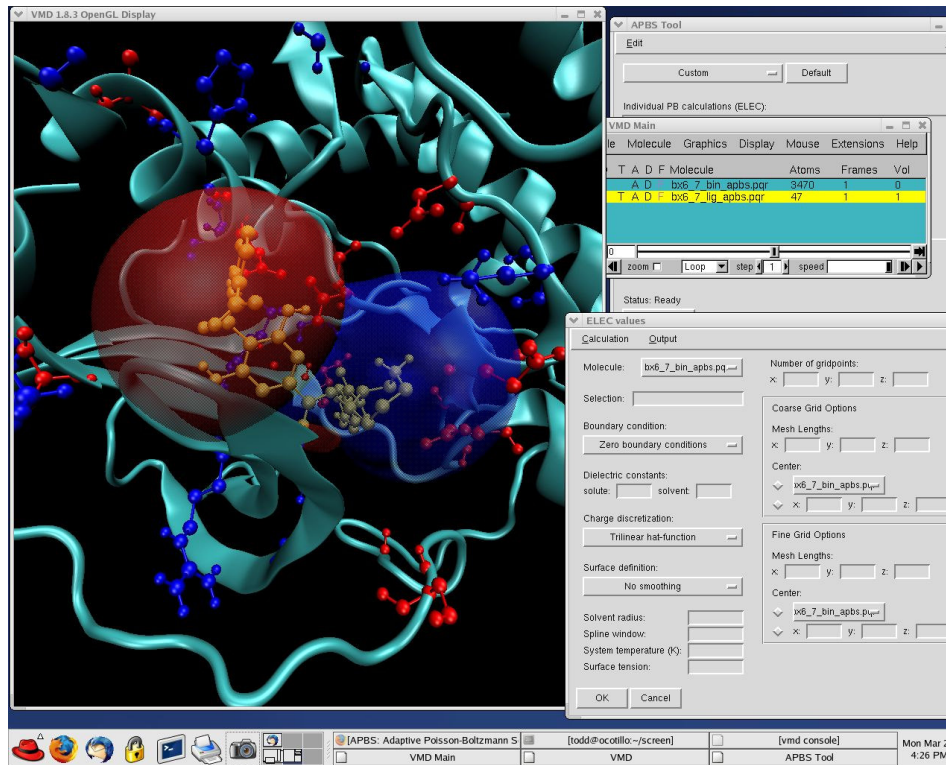 VMD 1.8.3 OpenGL Display
APBS Tool
Edit
Custom
Default
Individual PB calculations (ELEC):
VMD Main
le Molecule Graphics Display Mouse Extensions Help
T A D F Molecule Atoms Frames Vol
A D bx6_7_bin_apbs.pqr 3470 1 0
T A D F bx6_7_lig_apbs.pqr 47 1 1
0
zoom Loop step 1 speed
Status: Ready
ELEC values
Calculation Output
Molecule: bx6_7_bin_apbs.pq
Selection:
Boundary condition:
Zero boundary conditions
Dielectric constants:
solute: solvent:
Charge discretization:
Trilinear hat-function
Surface definition:
No smoothing
Solvent radius:
Spline window:
System temperature (K):
Surface tension:
OK Cancel
Number of gridpoints:
x: y: z:
Coarse Grid Options
Mesh Lengths:
x: y: z:
Center:
x6_7_bin_apbs.pq
x: y: z:
Fine Grid Options
Mesh Lengths:
x: y: z:
Center:
x6_7_bin_apbs.pq
x: y: z:
[APBS: Adaptive Poisson-Boltzmann S [todd@ocotillo:~/screen] [vmd console] Mon Mar 2
VMD Main VMD APBS Tool 4:26 PM